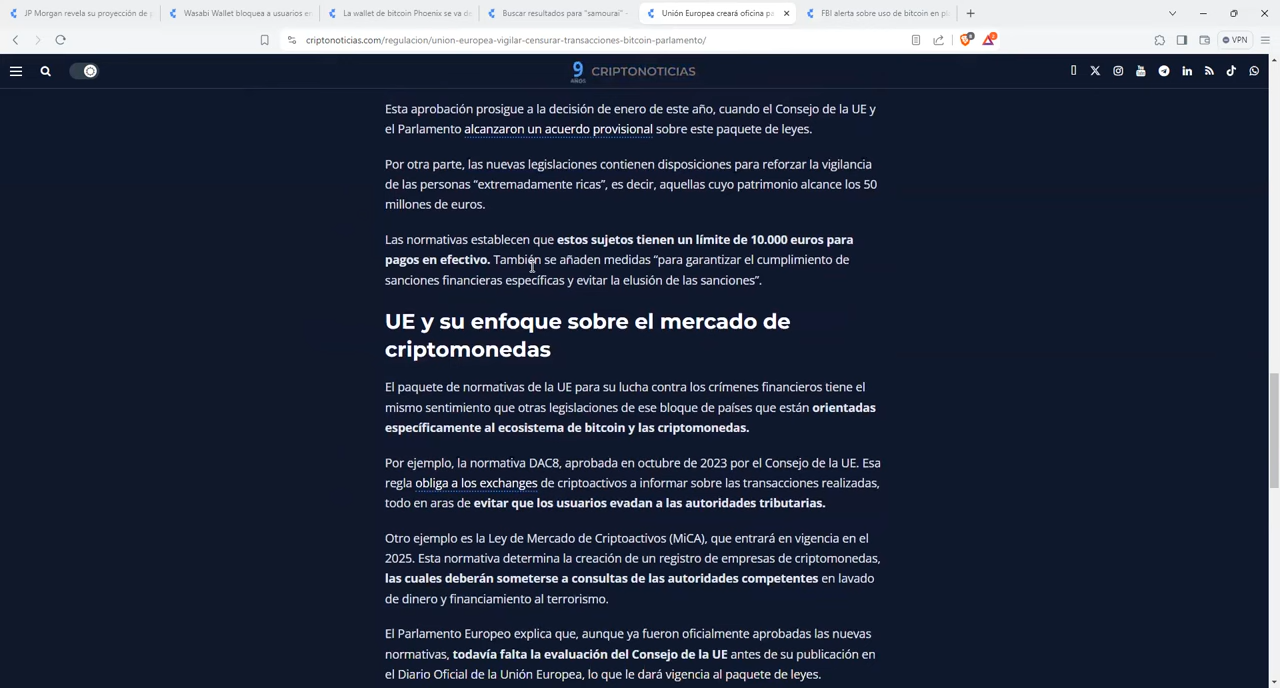 JP Morgan revela su proyección de p
Wasabi Wallet bloquea a usuarios en
La wallet de bitcoin Phoenix se va de
Buscar resultados para "samourai" -
Unión Europea creará oficina pa
FBI alerta sobre uso de bitcoin en pl
criptonoticias.com/regulacion/union-europea-vigilar-censurar-transacciones-bitcoin-parlamento/
VPN
9
AÑOS
CRIPTONOTICIAS
Esta aprobación prosigue a la decisión de enero de este año, cuando el Consejo de la UE y
el Parlamento alcanzaron un acuerdo provisional sobre este paquete de leyes.
Por otra parte, las nuevas legislaciones contienen disposiciones para reforzar la vigilancia
de las personas “extremadamente ricas”, es decir, aquellas cuyo patrimonio alcance los 50
millones de euros.
Las normativas establecen que estos sujetos tienen un límite de 10.000 euros para
pagos en efectivo. También se añaden medidas “para garantizar el cumplimiento de
sanciones financieras específicas y evitar la elusión de las sanciones”.
UE y su enfoque sobre el mercado de
criptomonedas
El paquete de normativas de la UE para su lucha contra los crímenes financieros tiene el
mismo sentimiento que otras legislaciones de ese bloque de países que están orientadas
específicamente al ecosistema de bitcoin y las criptomonedas.
Por ejemplo, la normativa DAC8, aprobada en octubre de 2023 por el Consejo de la UE. Esa
regla obliga a los exchanges de criptoactivos a informar sobre las transacciones realizadas,
todo en aras de evitar que los usuarios evadan a las autoridades tributarias.
Otro ejemplo es la Ley de Mercado de Criptoactivos (MiCA), que entrará en vigencia en el
2025. Esta normativa determina la creación de un registro de empresas de criptomonedas,
las cuales deberán someterse a consultas de las autoridades competentes en lavado
de dinero y financiamiento al terrorismo.
El Parlamento Europeo explica que, aunque ya fueron oficialmente aprobadas las nuevas
normativas, todavía falta la evaluación del Consejo de la UE antes de su publicación en
el Diario Oficial de la Unión Europea, lo que le dará vigencia al paquete de leyes.